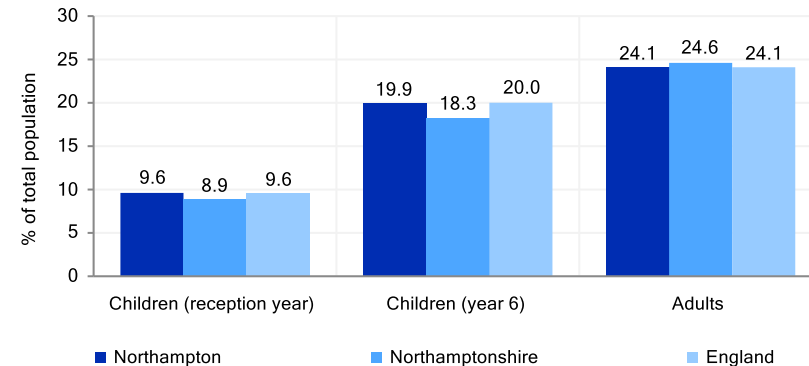 % of total population
30
25
20
15
10
5
0
9.6 8.9 9.6
19.9 18.3 20.0
24.1 24.6 24.1
Children (reception year) Children (year 6) Adults
Northampton Northamptonshire England